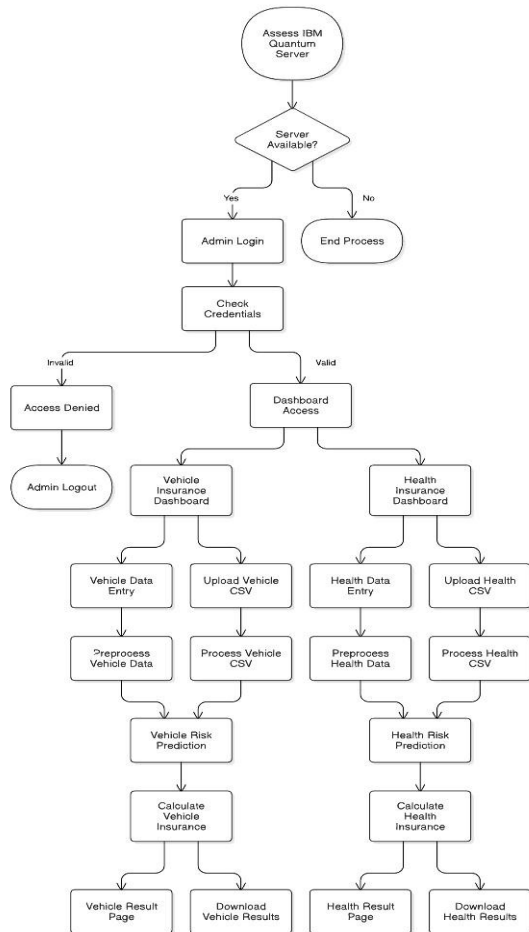 Assess IBM
Quantum
Server
Server
Available?
Yes
No
Admin Login
End Process
Check
Credentials
Invalid
Valid
Access Denied
Dashboard
Access
Admin Logout
Vehicle
Insurance
Dashboard
Health
Insurance
Dashboard
Vehicle Data
Entry
Upload Vehicle
CSV
Health Data
Entry
Upload Health
CSV
Preprocess
Vehicle Data
Process Vehicle
CSV
Preprocess
Health Data
Process Health
CSV
Vehicle Risk
Prediction
Health Risk
Prediction
Calculate
Vehicle
Insurance
Calculate
Health
Insurance
Vehicle Result
Page
Download
Vehicle Results
Health Result
Page
Download
Health Results